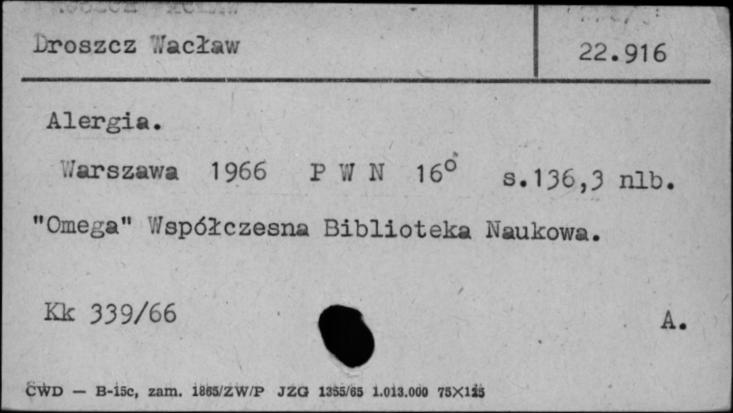 Droszcz Wacław 22.916
Alergia.
Warszawa 1966 P W N 16° s.136,3 nlb.
"Omega" Współczesna Biblioteka Naukowa.
Kk 339/66 A.
CWD — B-15c, zam. 1865/ZW/P JZG 1355/65 1.013.000 75X125